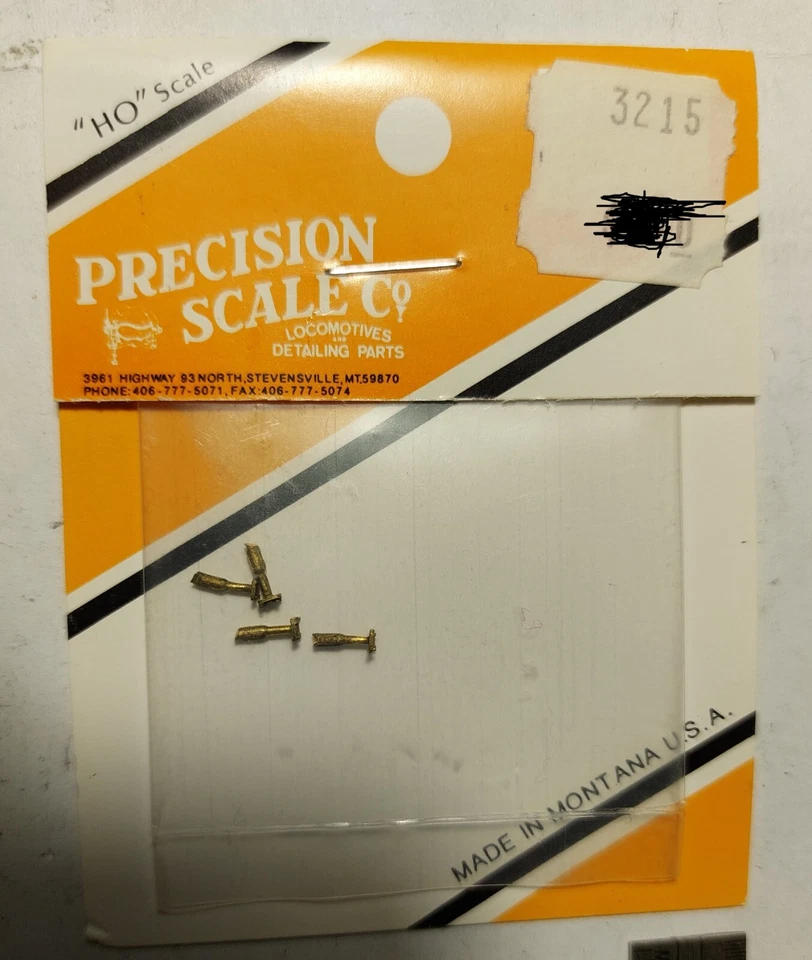 "HO" Scale
3215
PRECISION
SCALE Co.
LOCOMOTIVES
AND
DETAILING PARTS
3961 HIGHWAY 93 NORTH, STEVENSVILLE, MT.59870
PHONE: 406-777-5071, FAX: 406-777-5074
MADE IN MONTANA U.S.A.